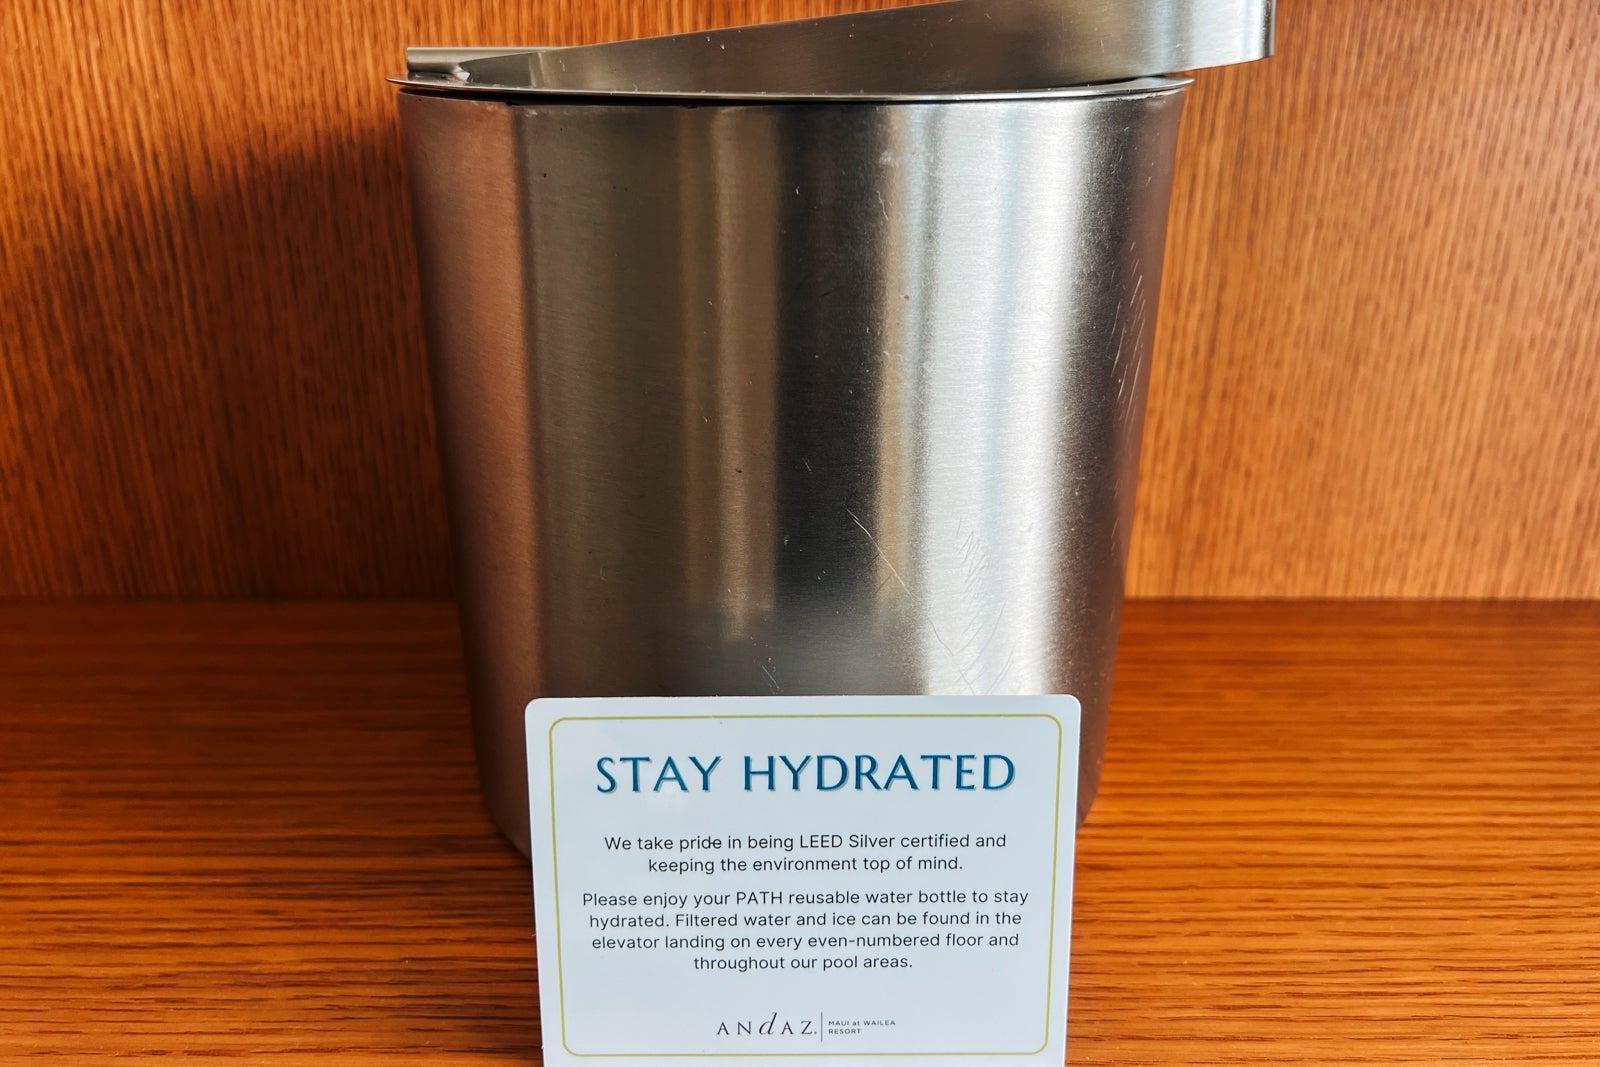 STAY HYDRATED
We take pride in being LEED Silver certified and
keeping the environment top of mind.
Please enjoy your PATH reusable water bottle to stay
hydrated. Filtered water and ice can be found in the
elevator landing on every even-numbered floor and
throughout our pool areas.
ANdAZ.
MAUI at WAILEA
RESORT